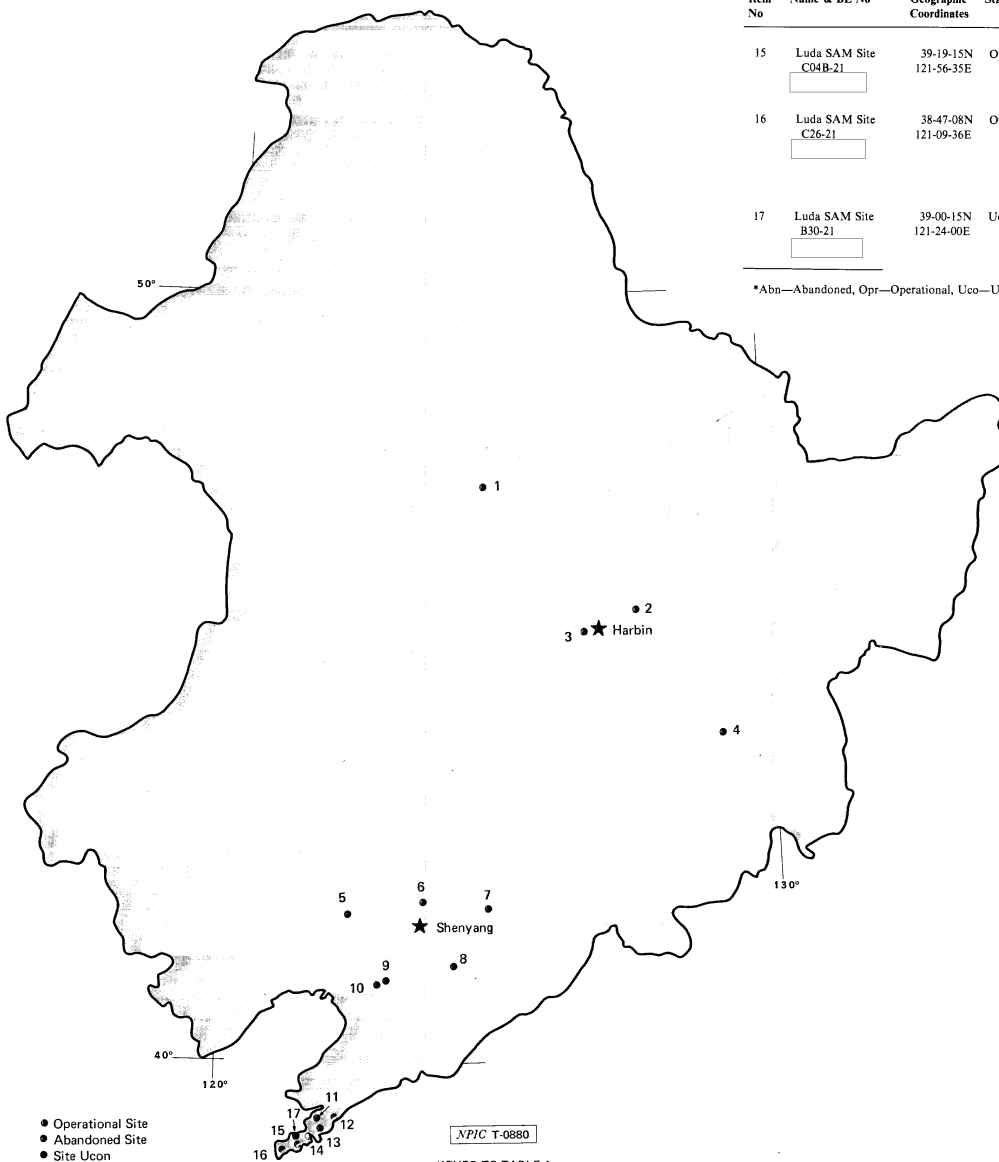 Item Name & BE No Geographic
No Coordinates
15 Luda SAM Site 39-19-15N
C04B-21 121-56-35E
16 Luda SAM Site 38-47-08N
C26-21 121-09-36E
17 Luda SAM Site 39-00-15N
B30-21 121-24-00E
*Abn—Abandoned, Opr—Operational, Uco—U
50°
1
2
3 Harbin
4
130°
5
6
7
Shenyang
8
9
10
40°
120°
11
12
17
15
13
14
16
Operational Site
Abandoned Site
Site Ucon
NPIC T-0880